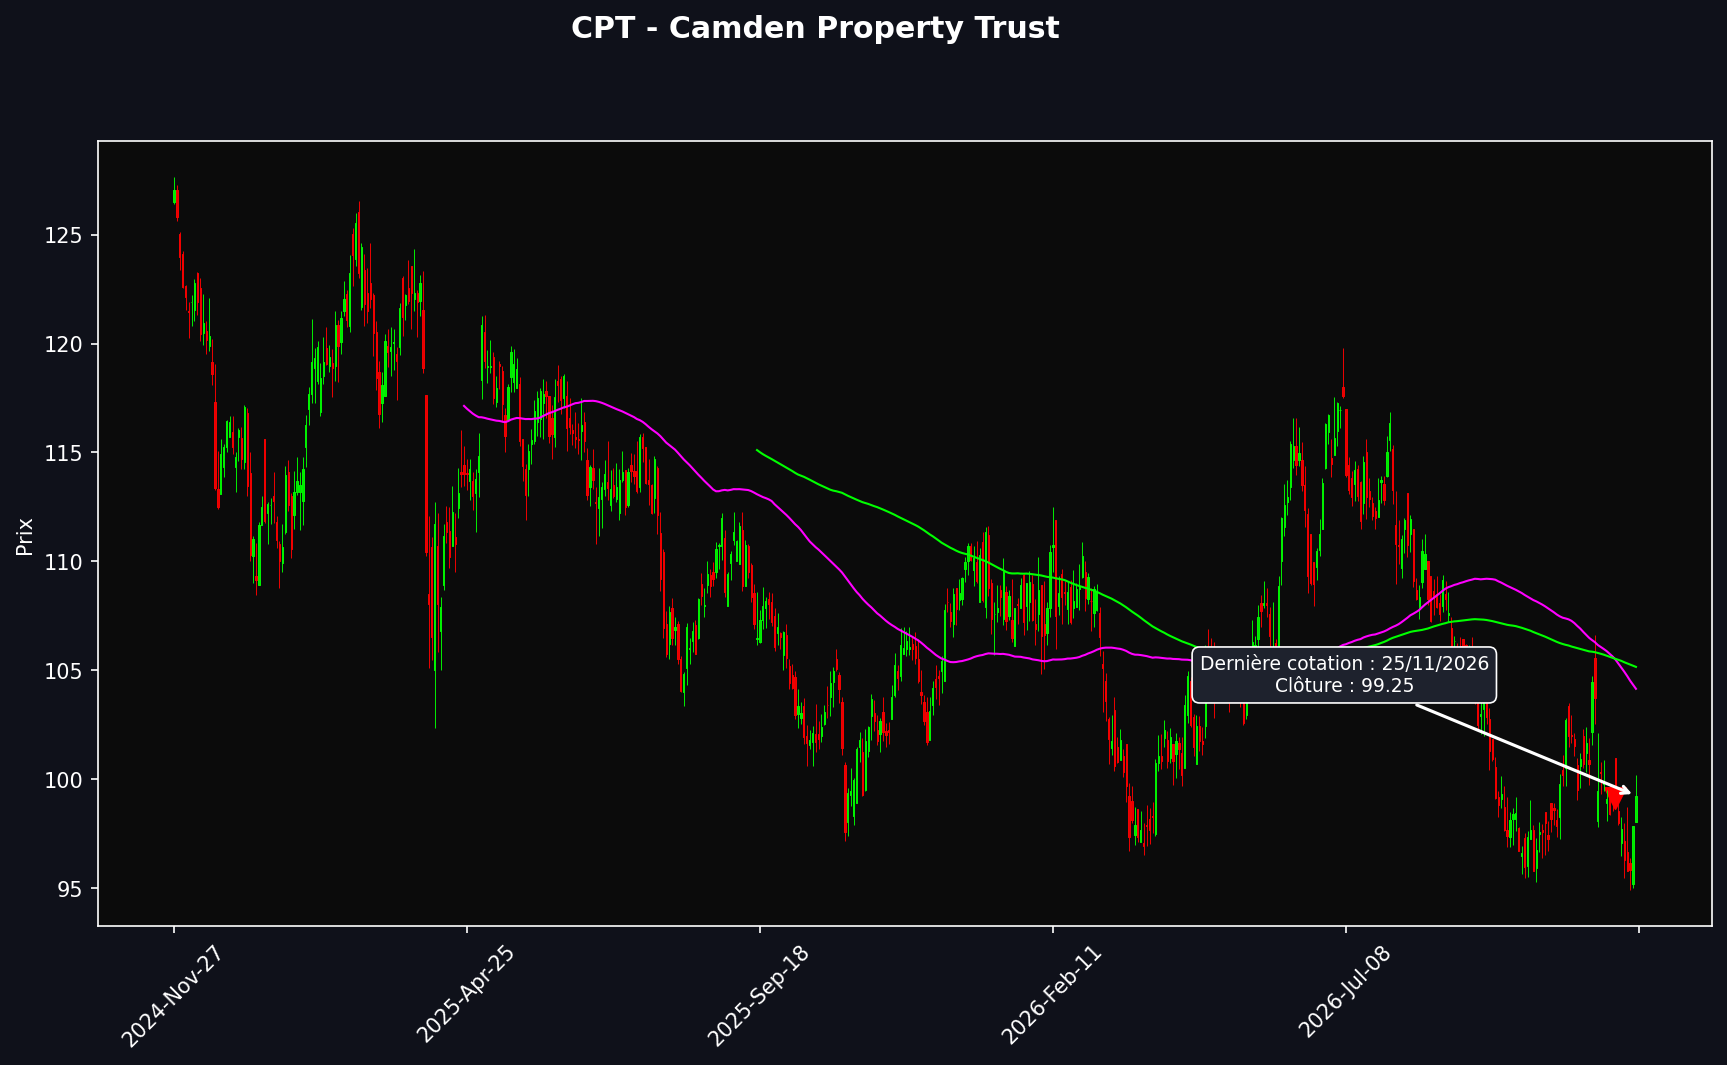 CPT - Camden Property Trust
Prix
125
120
115
110
105
100
95
Dernière cotation : 25/11/2026
Clôture : 99.25
2024-Nov-27
2025-Apr-25
2025-Sep-18
2026-Feb-11
2026-Jul-08